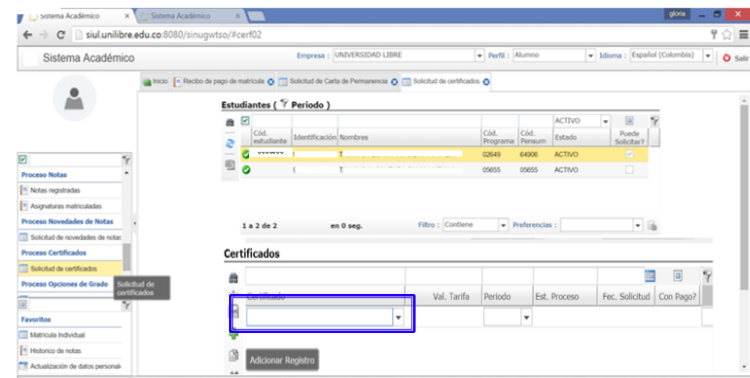 Sistema Académico
Sistema Académico
gloria
siul.unilibre.edu.co:8080/sinugwtso/#cerf02
Sistema Académico
Empresa : UNIVERSIDAD LIBRE
Perfil : Alumno
Idioma : Español (Colombia)
Salir
Inicio
Recibo de pago de matricula
Solicitud de Carta de Permanencia
Solicitud de certificados
Estudiantes ( Periodo )
ACTIVO
Cód. estudiante Identificación Nombres Cód. Programa Cód. Pensum Estado Puede Solicitar?
02649 64906 ACTIVO
05655 05655 ACTIVO
1 a 2 de 2 en 0 seg. Filtro : Contiene Preferencias :
Proceso Notas
Notas registradas
Asignaturas matriculadas
Proceso Novedades de Notas
Solicitud de novedades de notas
Proceso Certificados
Solicitud de certificados
Proceso Opciones de Grado
Solicitud de certificados
Favoritos
Matricula Individual
Historico de notas
Actualización de datos personale
Certificados
Certificado Val. Tarifa Periodo Est. Proceso Fec. Solicitud Con Pago?
Adicionar Registro